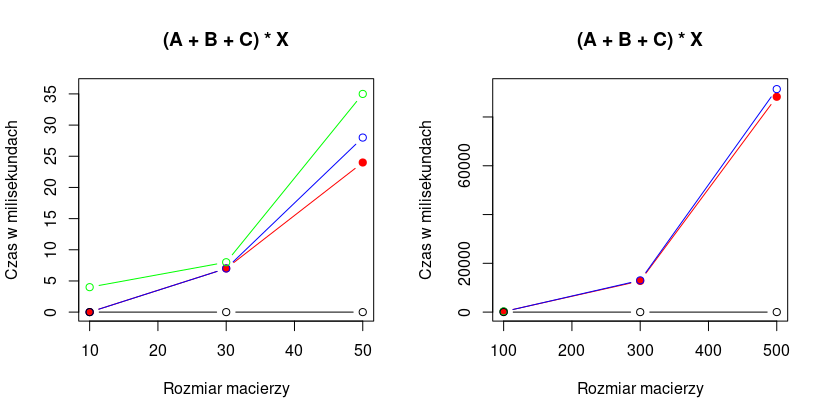 (A + B + C) * X
Czas w milisekundach
35
30
25
20
15
10
5
0
10 20 30 40 50
Rozmiar macierzy
(A + B + C) * X
Czas w milisekundach
60000
20000
0
100 200 300 400 500
Rozmiar macierzy